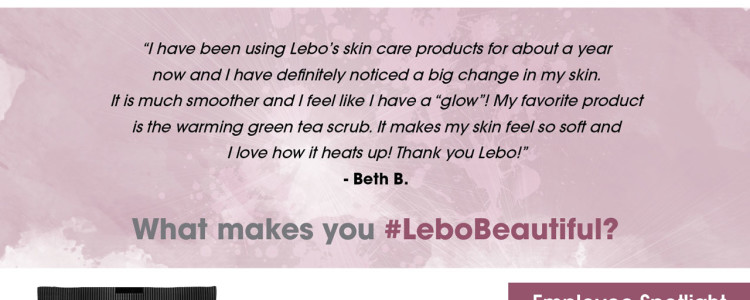 “I have been using Lebo’s skin care products for about a year
now and I have definitely noticed a big change in my skin.
It is much smoother and I feel like I have a “glow”! My favorite product
is the warming green tea scrub. It makes my skin feel so soft and
I love how it heats up! Thank you Lebo!”
- Beth B.
What makes you #LeboBeautiful?
Employee Spotlight